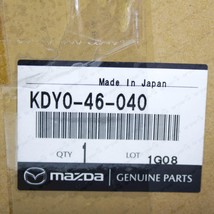 Made in Japan
KDY0-46-040
QTY 1 LOT 1G08
mazda GENUINE PARTS